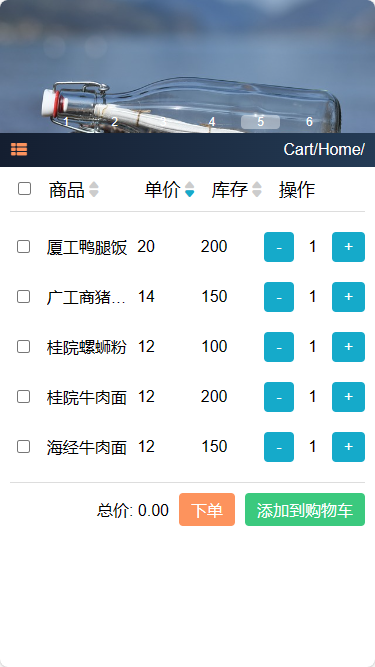 1 2 3 4 5 6
Cart/Home/
商品 单价 库存 操作
厦工鸭腿饭 20 200 - 1 +
广工商猪... 14 150 - 1 +
桂院螺蛳粉 12 100 - 1 +
桂院牛肉面 12 200 - 1 +
海经牛肉面 12 150 - 1 +
总价: 0.00 下单 添加到购物车